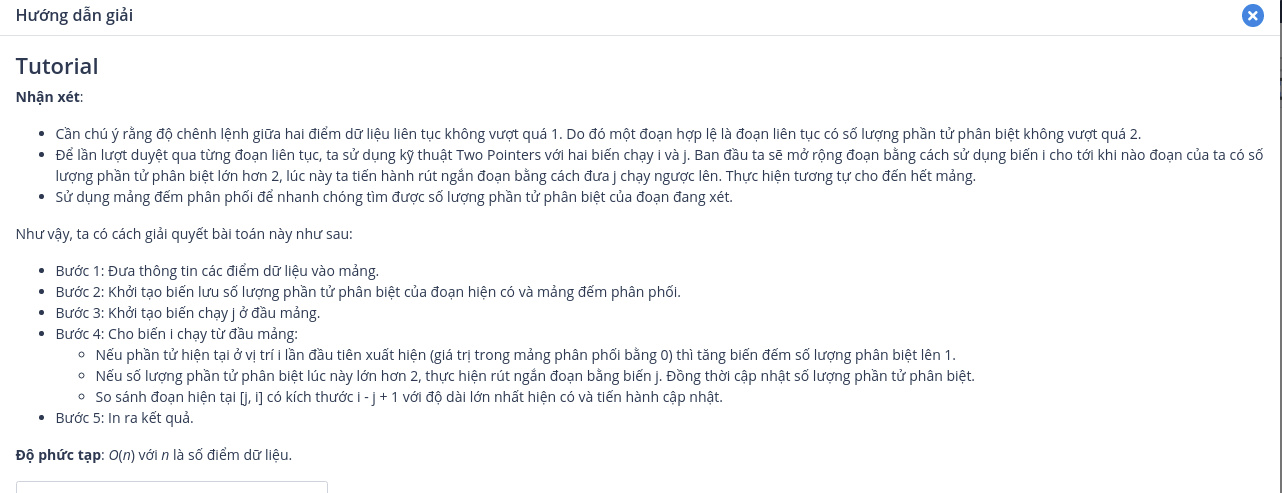 Hướng dẫn giải
Tutorial
Nhận xét:
• Cần chú ý rằng độ chênh lệnh giữa hai điểm dữ liệu liên tục không vượt quá 1. Do đó một đoạn hợp lệ là đoạn liên tục có số lượng phần tử phân biệt không vượt quá 2.
• Để lần lượt duyệt qua từng đoạn liên tục, ta sử dụng kỹ thuật Two Pointers với hai biến chạy i và j. Ban đầu ta sẽ mở rộng đoạn bằng cách sử dụng biến i cho tới khi nào đoạn của ta có số
lượng phần tử phân biệt lớn hơn 2, lúc này ta tiến hành rút ngắn đoạn bằng cách đưa j chạy ngược lên. Thực hiện tương tự cho đến hết mảng.
• Sử dụng mảng đếm phân phối để nhanh chóng tìm được số lượng phần tử phân biệt của đoạn đang xét.
Như vậy, ta có cách giải quyết bài toán này như sau:
• Bước 1: Đưa thông tin các điểm dữ liệu vào mảng.
• Bước 2: Khởi tạo biến lưu số lượng phần tử phân biệt của đoạn hiện có và mảng đếm phân phối.
• Bước 3: Khởi tạo biến chạy j ở đầu mảng.
• Bước 4: Cho biến i chạy từ đầu mảng:
◦ Nếu phần tử hiện tại ở vị trí i lần đầu tiên xuất hiện (giá trị trong mảng phân phối bằng 0) thì tăng biến đếm số lượng phân biệt lên 1.
◦ Nếu số lượng phần tử phân biệt lúc này lớn hơn 2, thực hiện rút ngắn đoạn bằng biến j. Đồng thời cập nhật số lượng phần tử phân biệt.
◦ So sánh đoạn hiện tại [j, i] có kích thước i - j + 1 với độ dài lớn nhất hiện có và tiến hành cập nhật.
• Bước 5: In ra kết quả.
Độ phức tạp: O(n) với n là số điểm dữ liệu.